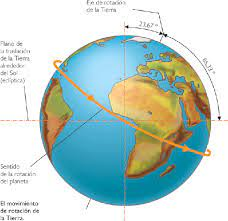 Eje de rotación
de la Tierra
23,67°
66,33°
Plano de
la traslación
de la Tierra
alrededor
del Sol
(eclíptica)
Sentido
de la rotación
del planeta
El movimiento
de rotación de
la Tierra.